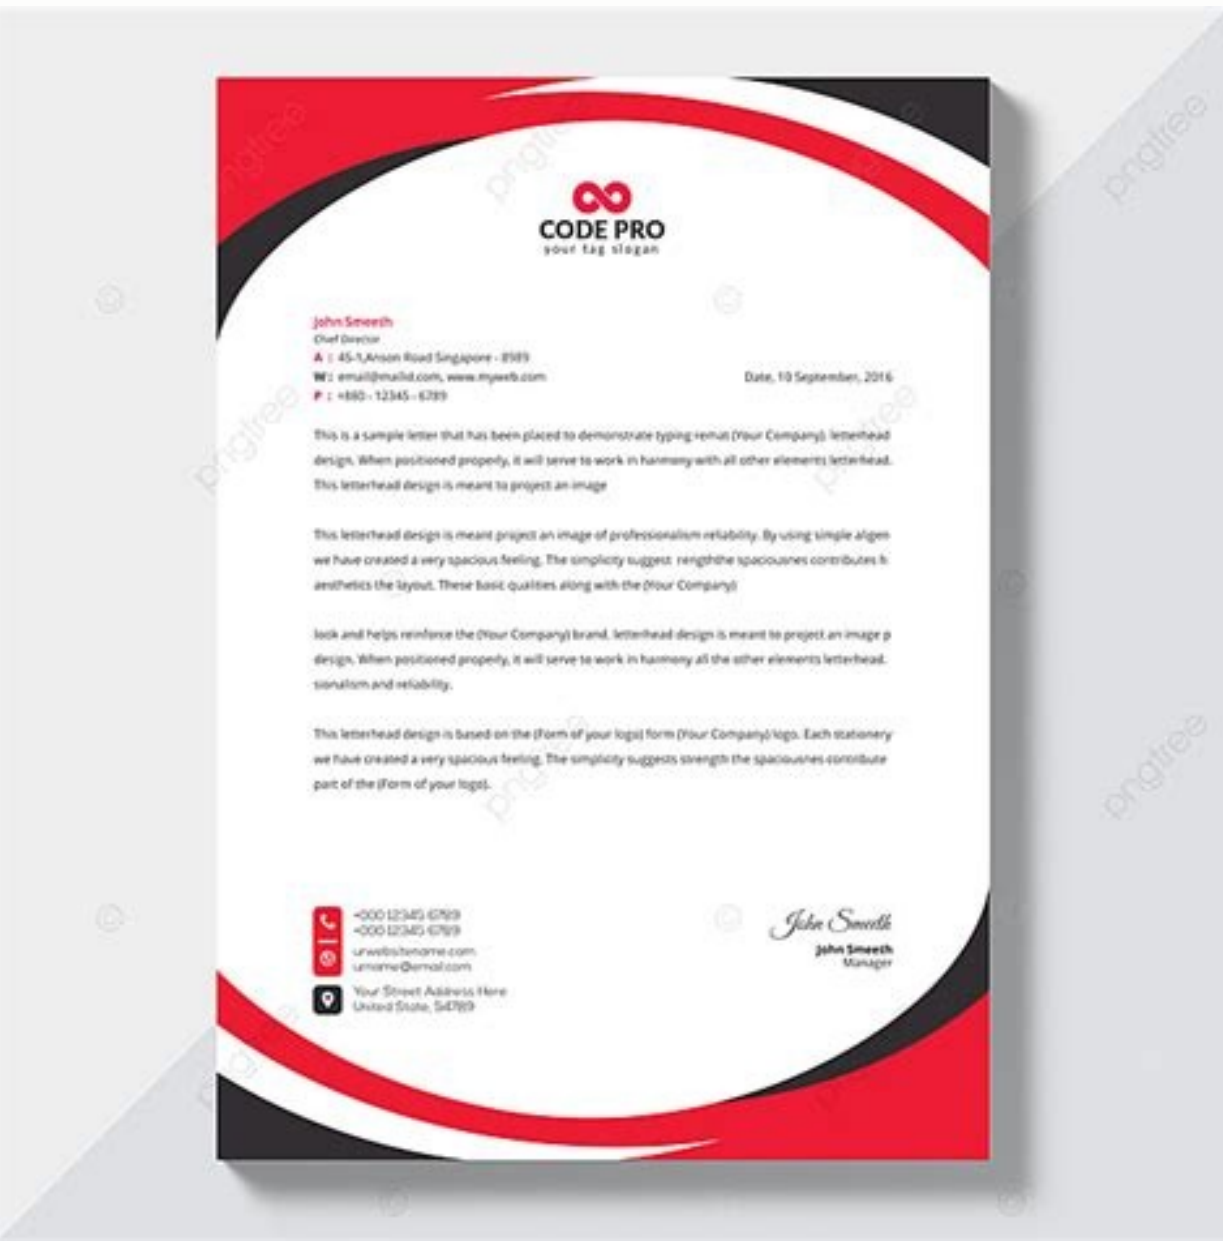 CODE PRO
your tag slogan
John Smeeth
Chief Director
A : 45-1,Anson Road Singapore - 8989
W : email@mailid.com, www.myweb.com
Date, 10 September, 2016
P : +880 - 12345 - 6789
This is a sample letter that has been placed to demonstrate typing remat (Your Company). letterhead
design. When positioned properly, it will serve to work in harmony with all other elements letterhead.
This letterhead design is meant to project an image
This letterhead design is meant project an image of professionalism reliability. By using simple algen
we have created a very spacious feeling. The simplicity suggest rengththe spaciousnes contributes h
aesthetics the layout. These basic qualities along with the (Your Company)
look and helps reinforce the (Your Company) brand. letterhead design is meant to project an image p
design. When positioned properly, it will serve to work in harmony all the other elements letterhead.
sionalism and reliability.
This letterhead design is based on the (Form of your logo) form (Your Company) logo. Each stationery
we have created a very spacious feeling. The simplicity suggests strength the spaciousnes contribute
part of the (Form of your logo).
+000 12345 6789
+000 12345 6789
urwebsitename.com
urname@email.com
Your Street Address Here
United State, 54789
John Smeeth
John Smeeth
Manager
pngtree
pngtree
pngtree
pngtree
pngtree
pngtree
pngtree
pngtree